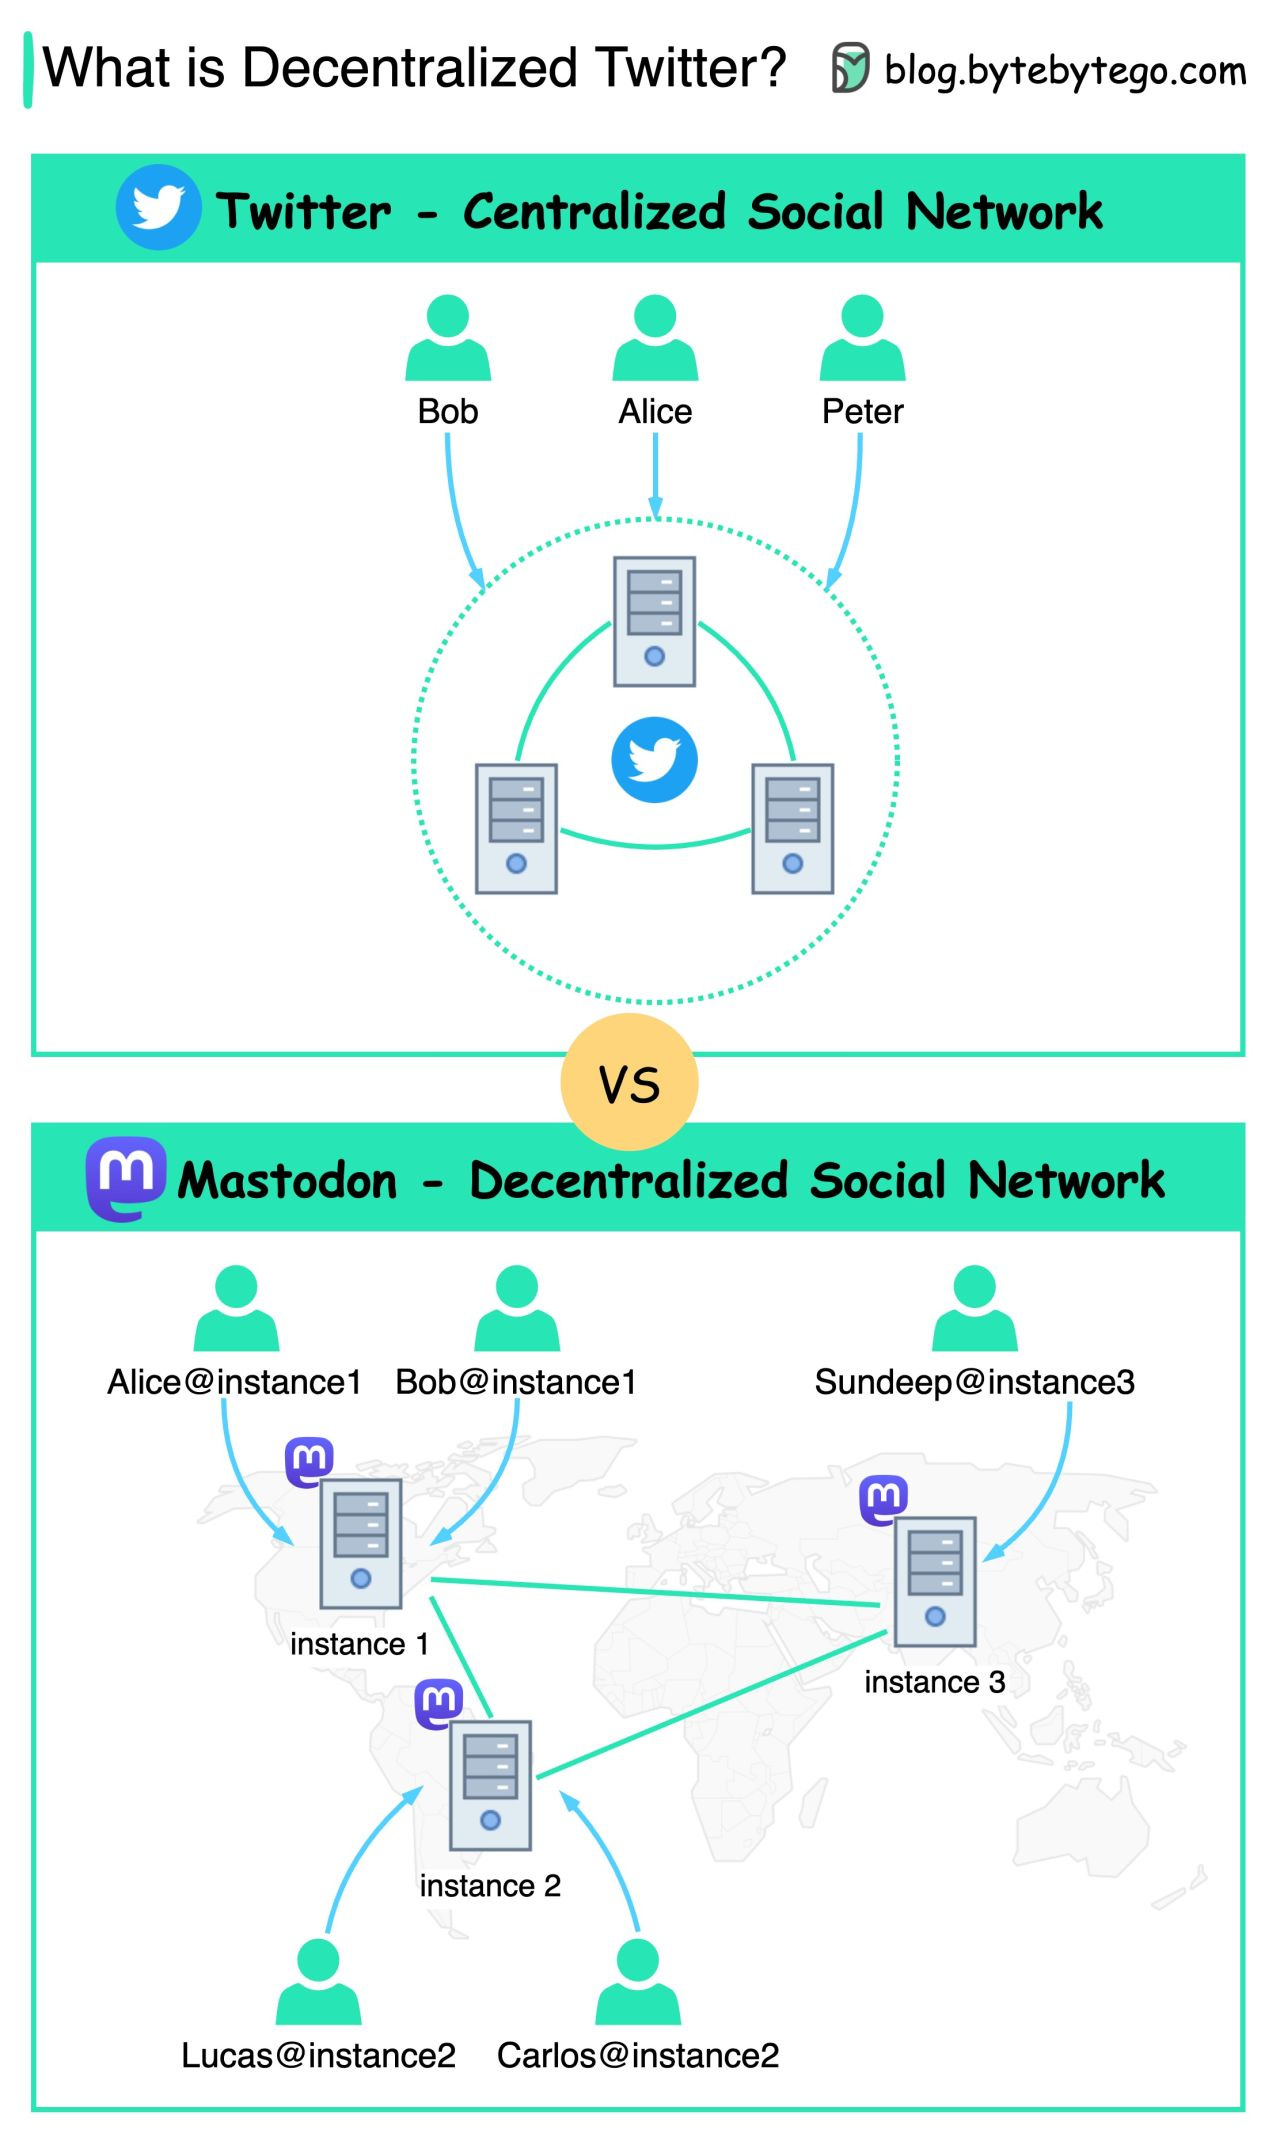 What is Decentralized Twitter?
blog.bytebytego.com
Twitter - Centralized Social Network
Bob
Alice
Peter
VS
Mastodon - Decentralized Social Network
Alice@instance1
Bob@instance1
Sundeep@instance3
instance 1
instance 3
instance 2
Lucas@instance2
Carlos@instance2